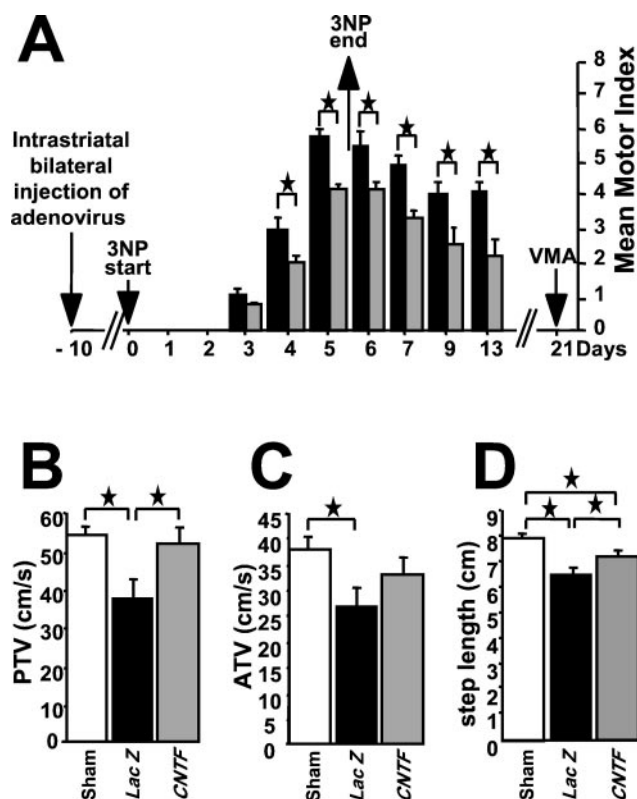 A
3NP
end
Intrastriatal
bilateral
injection of
adenovirus
3NP
start
VMA
8
7
6
5
4
3
2
1
0
Mean Motor Index
- 10 0 1 2 3 4 5 6 7 9 13 21 Days
B
PTV (cm/s)
60
50
40
30
20
10
0
Sham
Lac Z
CNTF
C
ATV (cm/s)
45
40
35
30
25
20
15
10
5
0
Sham
Lac Z
CNTF
D
step length (cm)
9
8
7
6
5
4
3
2
1
0
Sham
Lac Z
CNTF